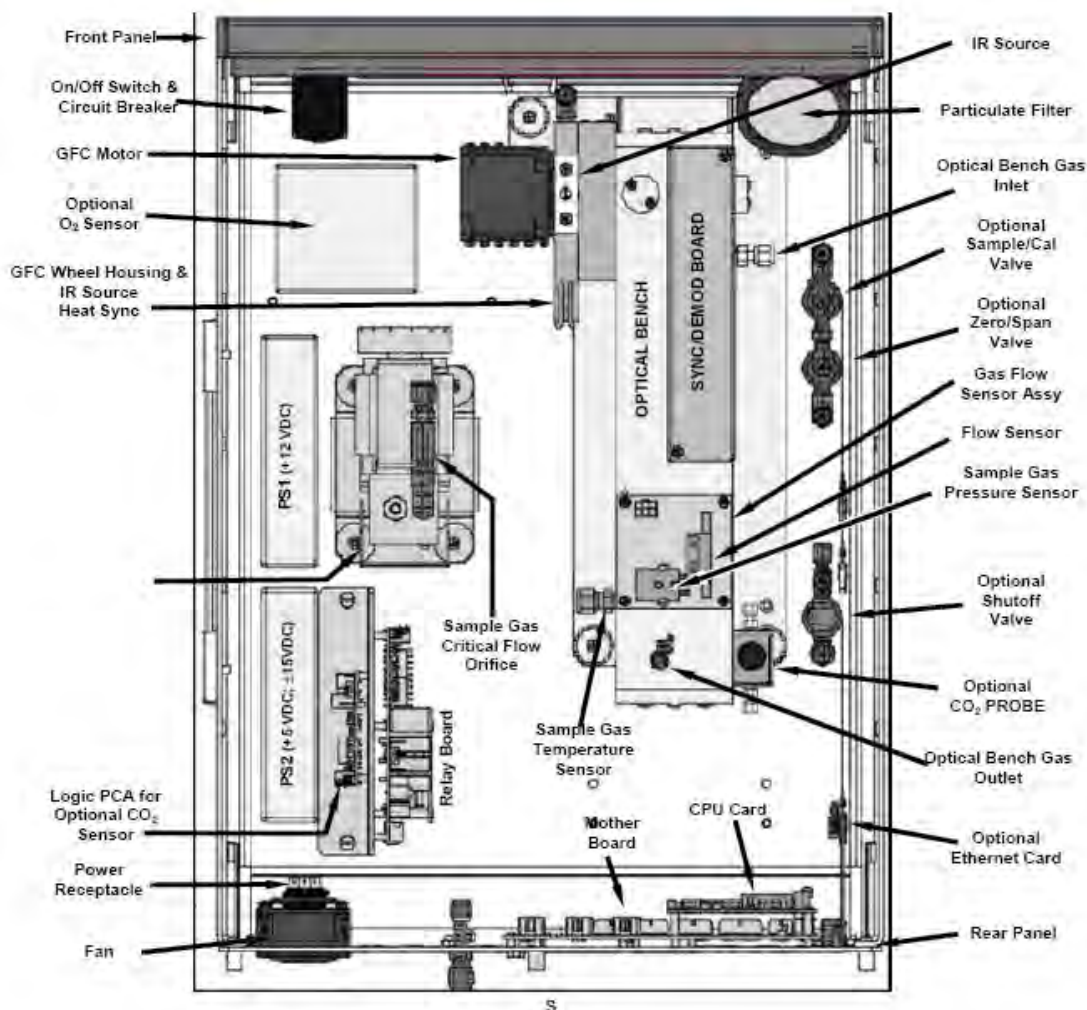 Front Panel
On/Off Switch &
Circuit Breaker
GFC Motor
Optional
O₂ Sensor
GFC Wheel Housing &
IR Source
Heat Sync
PS1 (+12 VDC)
PS2 (+5 VDC; ±15VDC)
Sample Gas
Critical Flow
Orifice
Relay Board
Logic PCA for
Optional CO₂
Sensor
Power
Receptacle
Fan
OPTICAL BENCH
SYNC/DEMOD BOARD
Sample Gas
Temperature
Sensor
Mother
Board
CPU Card
IR Source
Particulate Filter
Optical Bench Gas
Inlet
Optional
Sample/Cal
Valve
Optional
Zero/Span
Valve
Gas Flow
Sensor Assy
Flow Sensor
Sample Gas
Pressure Sensor
Optional
Shutoff
Valve
Optional
CO₂ PROBE
Optical Bench Gas
Outlet
Optional
Ethernet Card
Rear Panel
S